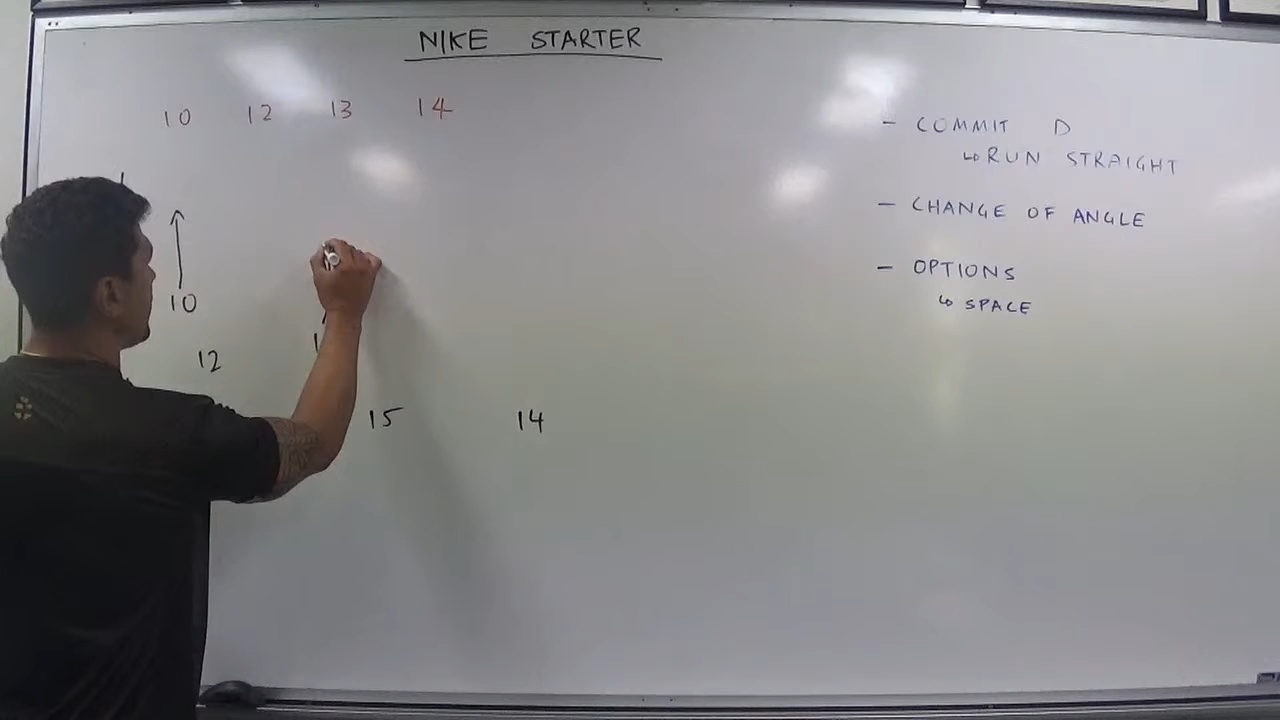 NIKE STARTER
10 12 13 14
- COMMIT D
↳ RUN STRAIGHT
- CHANGE OF ANGLE
- OPTIONS
↳ SPACE
10
12
15 14